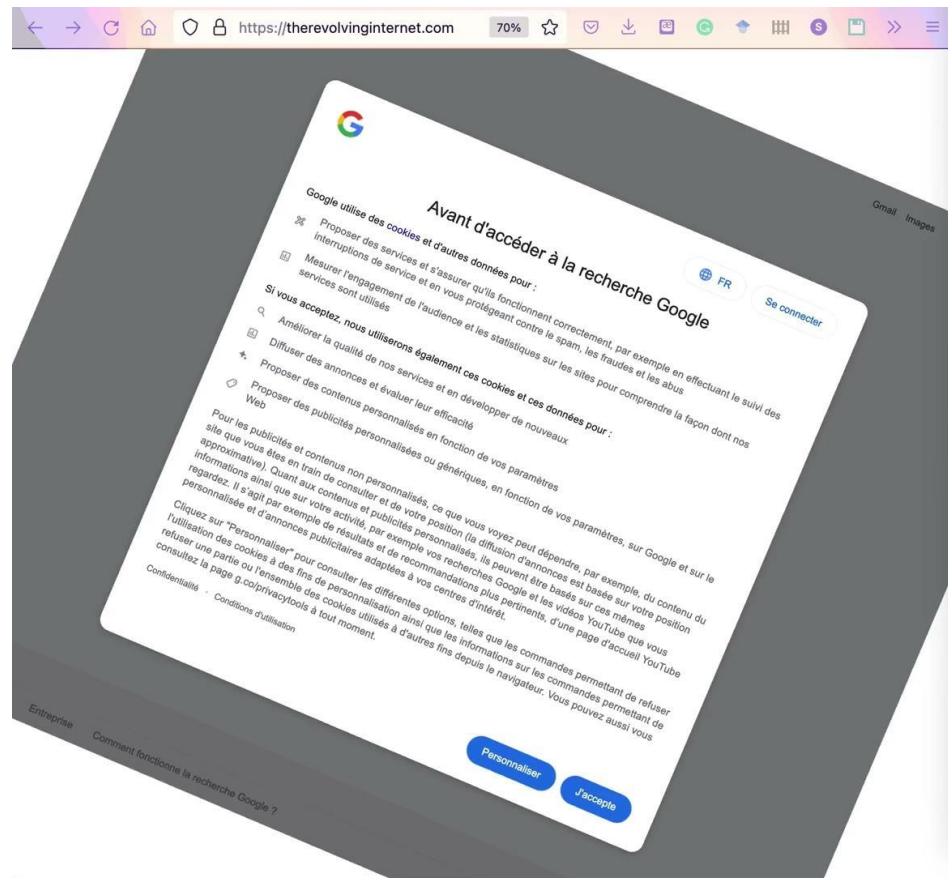 https://therevolvinginternet.com 70%
Gmail Images
Avant d'accéder à la recherche Google
FR
Se connecter
Google utilise des cookies et d'autres données pour :
Proposer des services et s'assurer qu'ils fonctionnent correctement, par exemple en effectuant le suivi des
interruptions de service et en vous protégeant contre le spam, les fraudes et les abus
Mesurer l'engagement de l'audience et les statistiques sur les sites pour comprendre la façon dont nos
services sont utilisés
Si vous acceptez, nous utiliserons également ces cookies et ces données pour :
Améliorer la qualité de nos services et en développer de nouveaux
Diffuser des annonces et évaluer leur efficacité
Proposer des contenus personnalisés en fonction de vos paramètres
Proposer des publicités personnalisées ou génériques, en fonction de vos paramètres, sur Google et sur le
Web
Pour les publicités et contenus non personnalisés, ce que vous voyez peut dépendre, par exemple, du contenu du
site que vous êtes en train de consulter et de votre position (la diffusion d'annonces est basée sur votre position
approximative). Quant aux contenus et publicités personnalisés, ils peuvent être basés sur ces mêmes
informations ainsi que sur votre activité, par exemple vos recherches Google et les vidéos YouTube que vous
regardez. Il s'agit par exemple de résultats et de recommandations plus pertinents, d'une page d'accueil YouTube
personnalisée et d'annonces publicitaires adaptées à vos centres d'intérêt.
Cliquez sur "Personnaliser" pour consulter les différentes options, telles que les commandes permettant de refuser
l'utilisation des cookies à des fins de personnalisation ainsi que les informations sur les commandes permettant de
refuser une partie ou l'ensemble des cookies utilisés à d'autres fins depuis le navigateur. Vous pouvez aussi vous
consultez la page g.co/privacytools à tout moment.
Confidentialité · Conditions d'utilisation
Personnaliser
J'accepte
Entreprise
Comment fonctionne la recherche Google ?